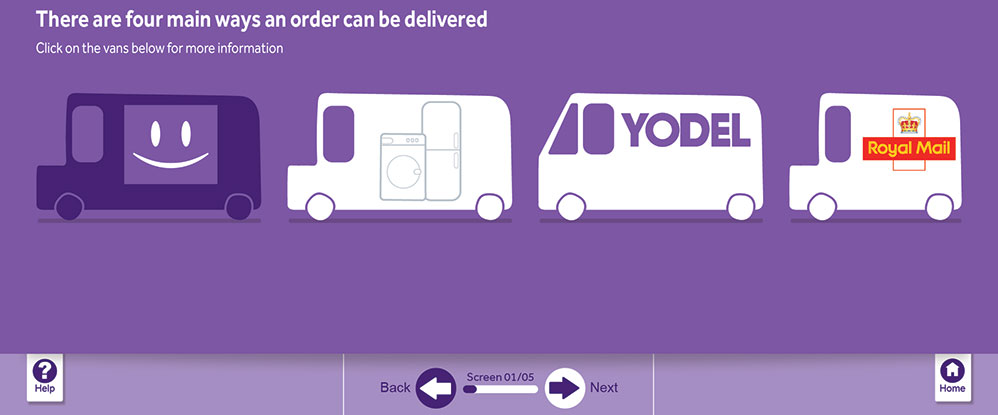 There are four main ways an order can be delivered
Click on the vans below for more information
YODEL
Royal Mail
Help
Back
Screen 01/05
Next
Home